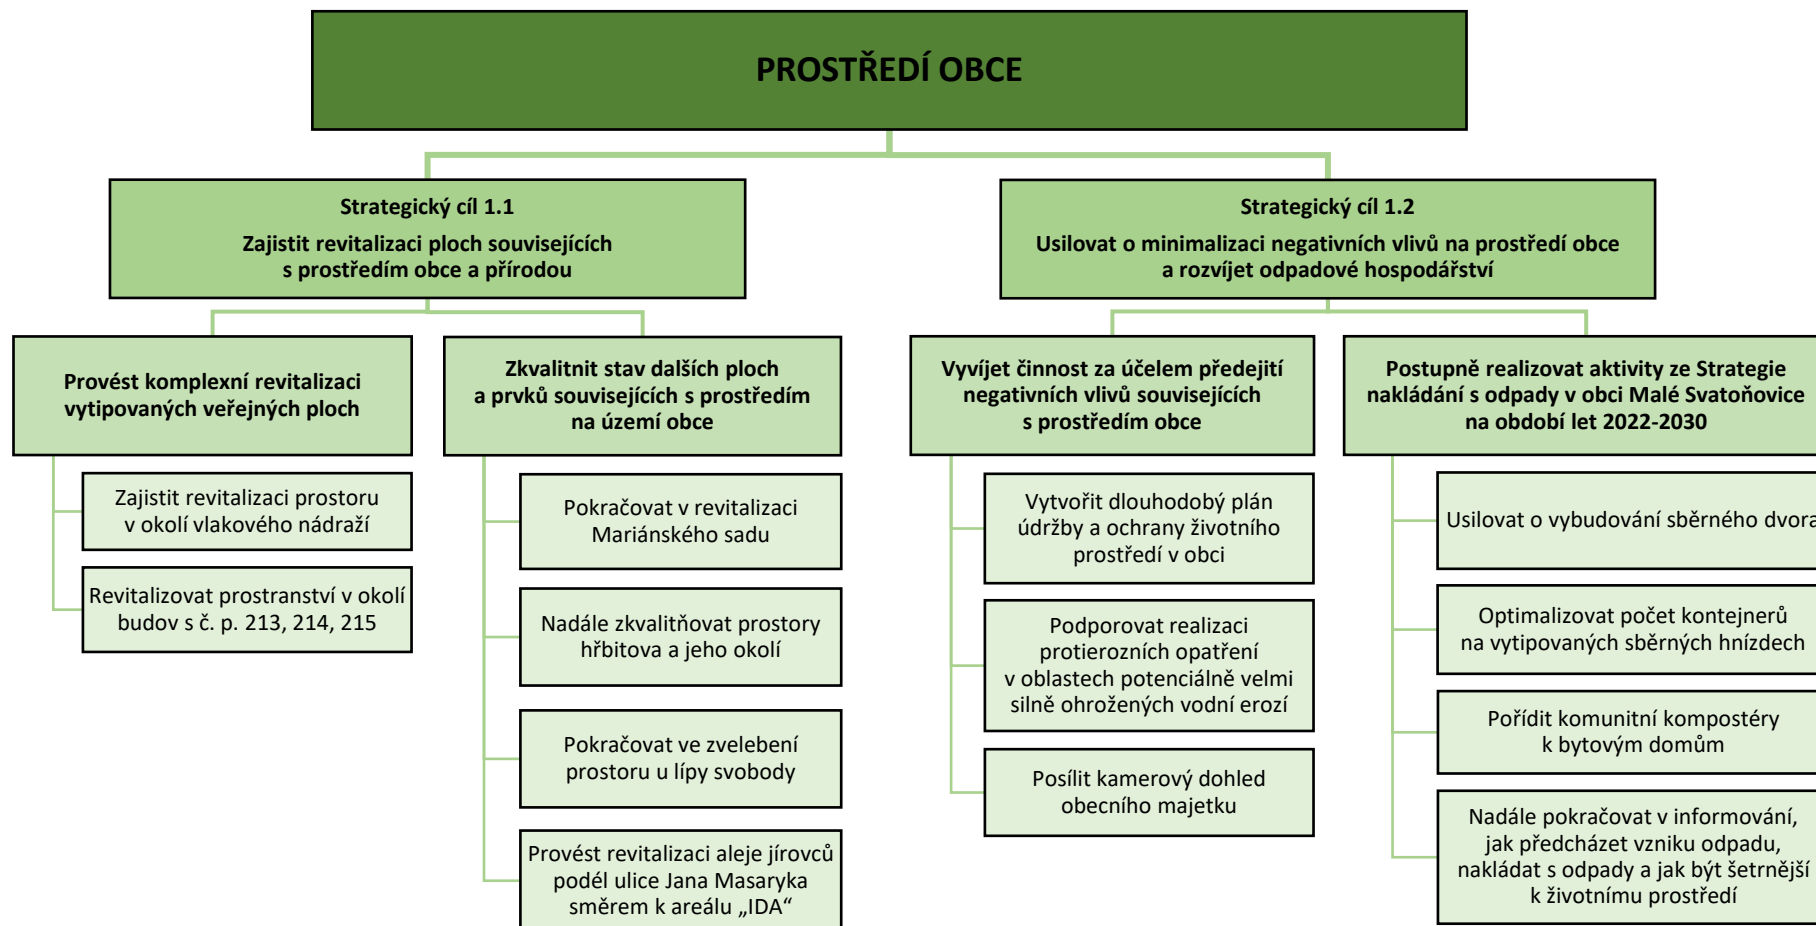 PROSTŘEDÍ OBCE
Strategický cíl 1.1
Zajistit revitalizaci ploch souvisejících
s prostředím obce a přírodou
Strategický cíl 1.2
Usilovat o minimalizaci negativních vlivů na prostředí obce
a rozvíjet odpadové hospodářství
Provést komplexní revitalizaci
vytipovaných veřejných ploch
Zajistit revitalizaci prostoru
v okolí vlakového nádraží
Revitalizovat prostranství v okolí
budov s č. p. 213, 214, 215
Zkvalitnit stav dalších ploch
a prvků souvisejících s prostředím
na území obce
Pokračovat v revitalizaci
Mariánského sadu
Nadále zkvalitňovat prostory
hřbitova a jeho okolí
Pokračovat ve zvelebení
prostoru u lípy svobody
Provést revitalizaci aleje jírovců
podél ulice Jana Masaryka
směrem k areálu „IDA“
Vyvíjet činnost za účelem předejití
negativních vlivů souvisejících
s prostředím obce
Vytvořit dlouhodobý plán
údržby a ochrany životního
prostředí v obci
Podporovat realizaci
protierozních opatření
v oblastech potenciálně velmi
silně ohrožených vodní erozí
Posílit kamerový dohled
obecního majetku
Postupně realizovat aktivity ze Strategie
nakládání s odpady v obci Malé Svatoňovice
na období let 2022-2030
Usilovat o vybudování sběrného dvora
Optimalizovat počet kontejnerů
na vytipovaných sběrných hnízdech
Pořídit komunitní kompostéry
k bytovým domům
Nadále pokračovat v informování,
jak předcházet vzniku odpadu,
nakládat s odpady a jak být šetrnější
k životnímu prostředí